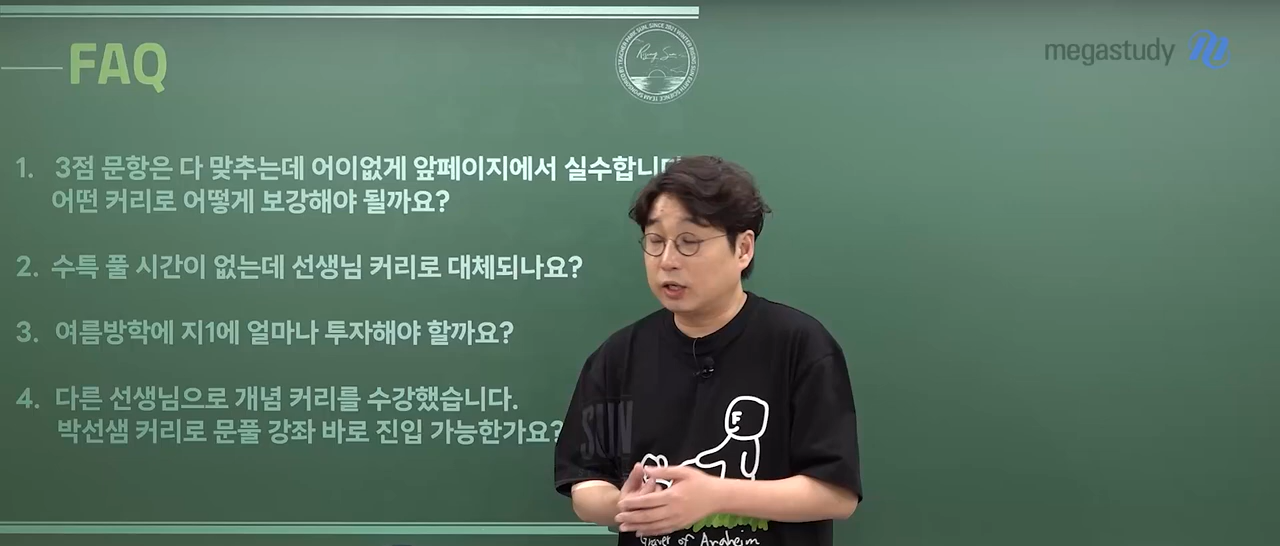 FAQ
megastudy
1. 3점 문항은 다 맞추는데 어이없게 앞페이지에서 실수합니다
어떤 커리로 어떻게 보강해야 될까요?
2. 수특 풀 시간이 없는데 선생님 커리로 대체되나요?
3. 여름방학에 지1에 얼마나 투자해야 할까요?
4. 다른 선생님으로 개념 커리를 수강했습니다.
박선쌤 커리로 문풀 강좌 바로 진입 가능한가요?
SUN
F
of Anaheim